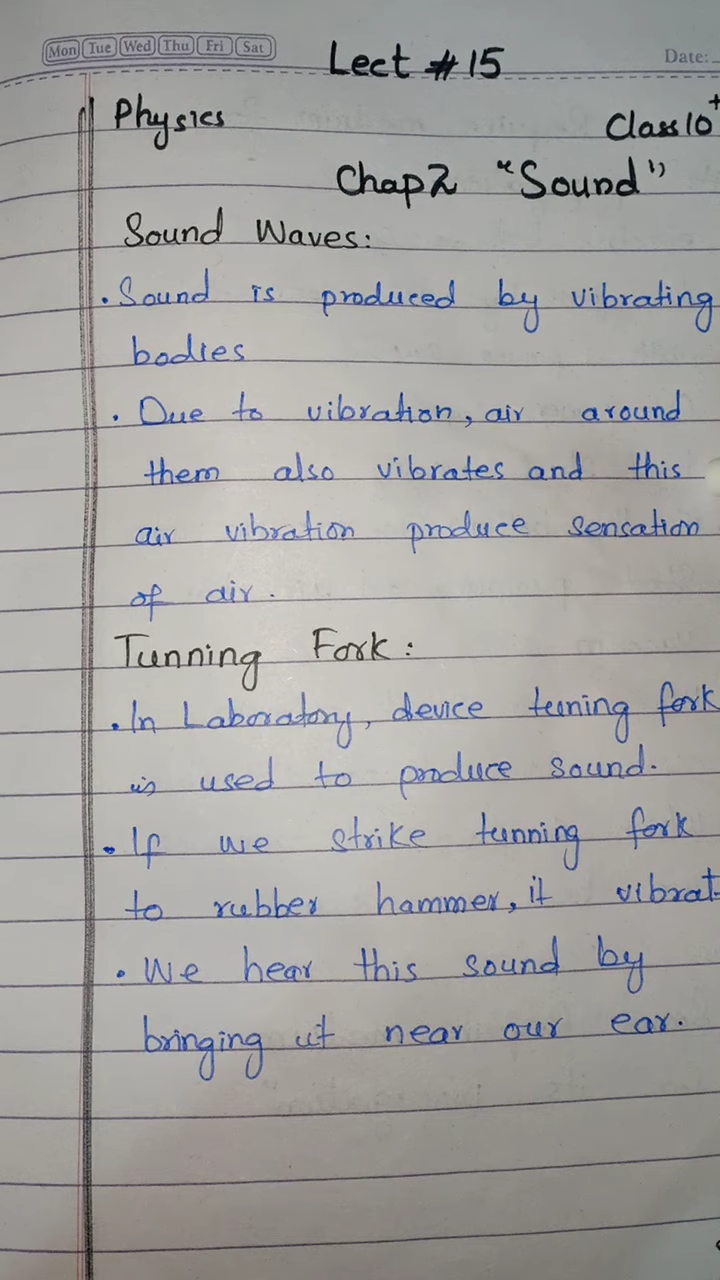 Mon Tue Wed Thu Fri Sat
Lect # 15
Date:
Physics
Class 10+
Chap 2 "Sound"
Sound Waves:
• Sound is produced by vibrating
bodies
• Due to vibration, air around
them also vibrates and this
air vibration produce sensation
of air.
Tunning Fork:
• In Laboratory, device tuning fork
is used to produce sound.
• If we strike tunning fork
to rubber hammer, it vibrat
• We hear this sound by
bringing it near our ear.